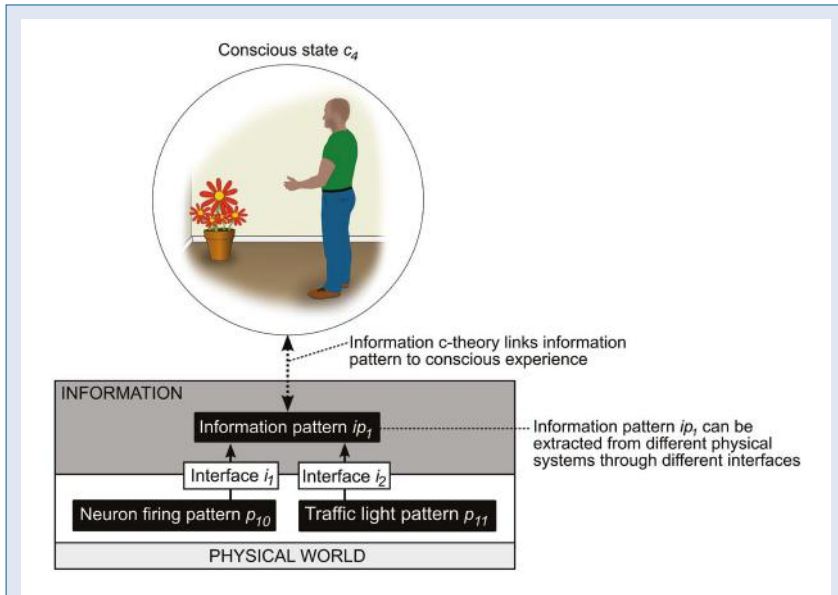 Conscious state c4
Information c-theory links information
pattern to conscious experience
INFORMATION
Information pattern ip1
Information pattern ip1 can be
extracted from different physical
systems through different interfaces
Interface i1
Interface i2
Neuron firing pattern p10
Traffic light pattern p11
PHYSICAL WORLD